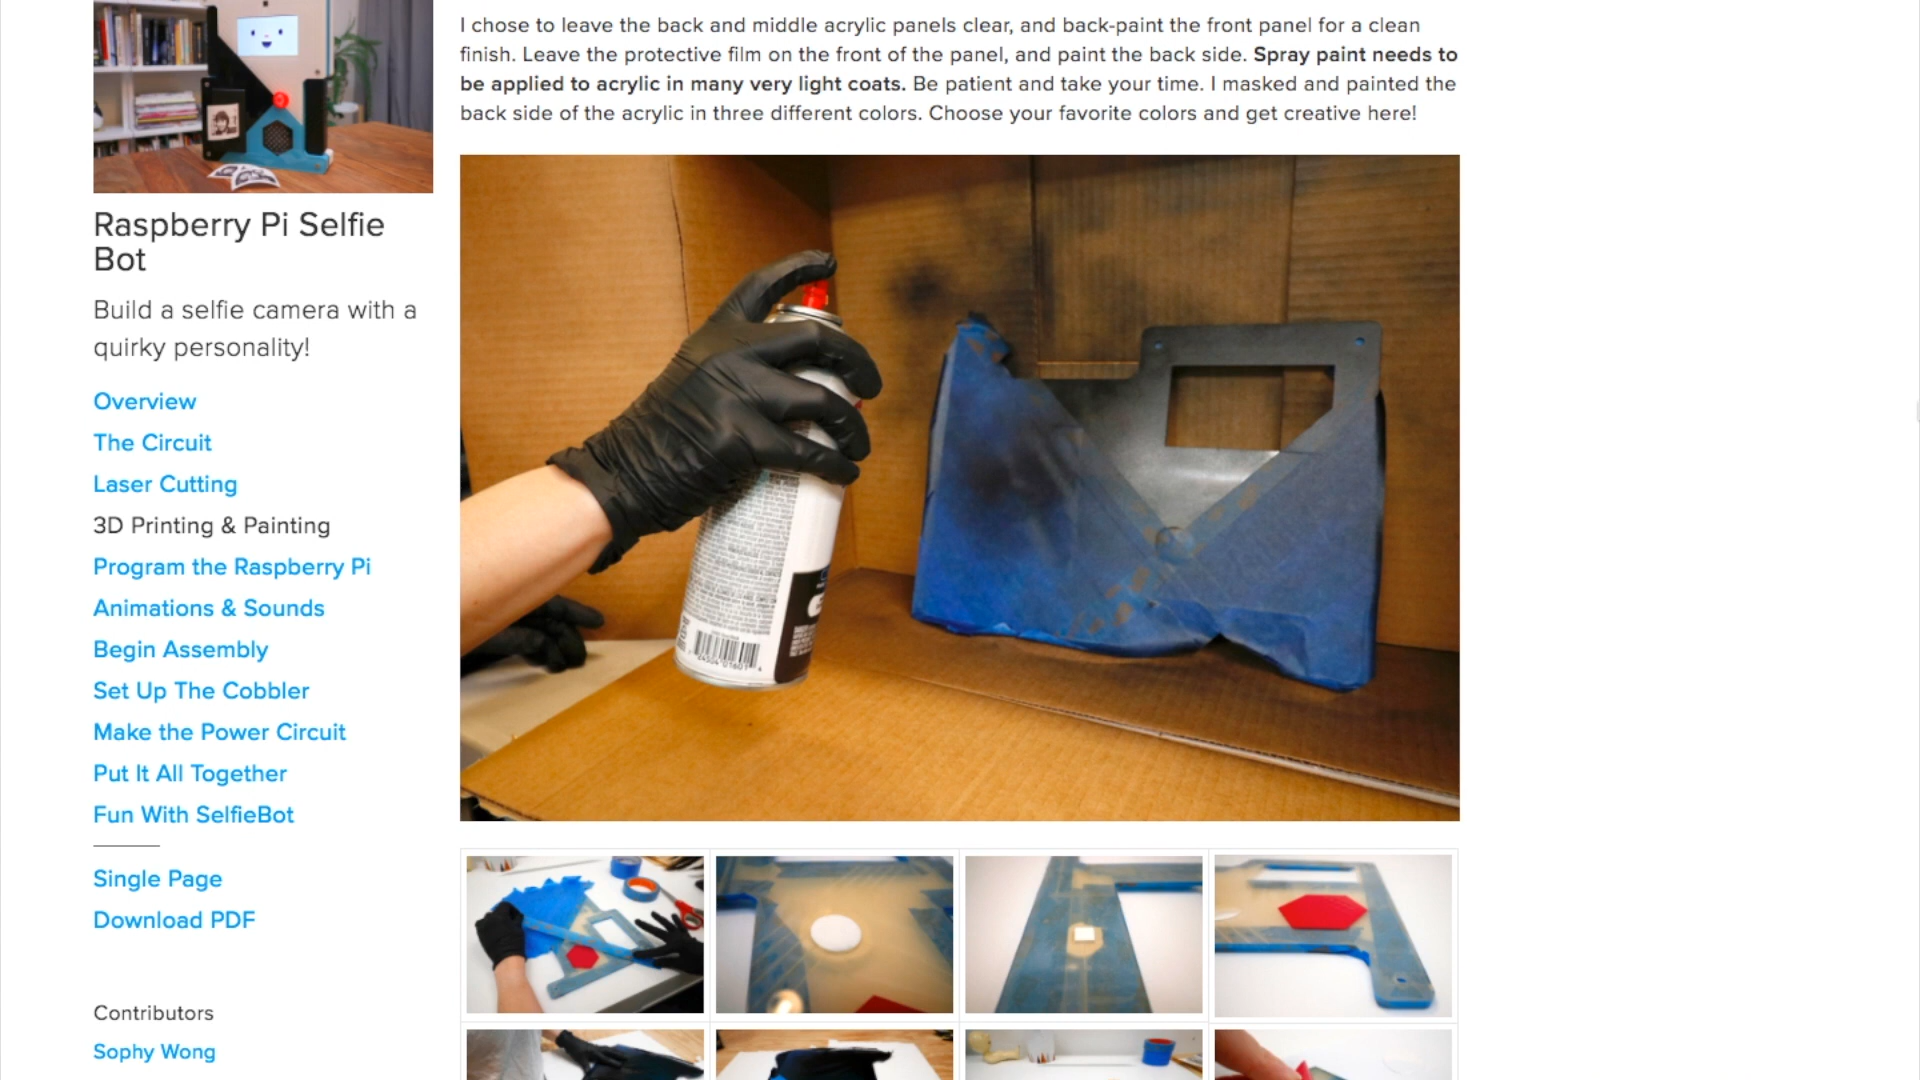 I chose to leave the back and middle acrylic panels clear, and back-paint the front panel for a clean
finish. Leave the protective film on the front of the panel, and paint the back side. Spray paint needs to
be applied to acrylic in many very light coats. Be patient and take your time. I masked and painted the
back side of the acrylic in three different colors. Choose your favorite colors and get creative here!
Raspberry Pi Selfie
Bot
Build a selfie camera with a
quirky personality!
Overview
The Circuit
Laser Cutting
3D Printing & Painting
Program the Raspberry Pi
Animations & Sounds
Begin Assembly
Set Up The Cobbler
Make the Power Circuit
Put It All Together
Fun With SelfieBot
Single Page
Download PDF
Contributors
Sophy Wong